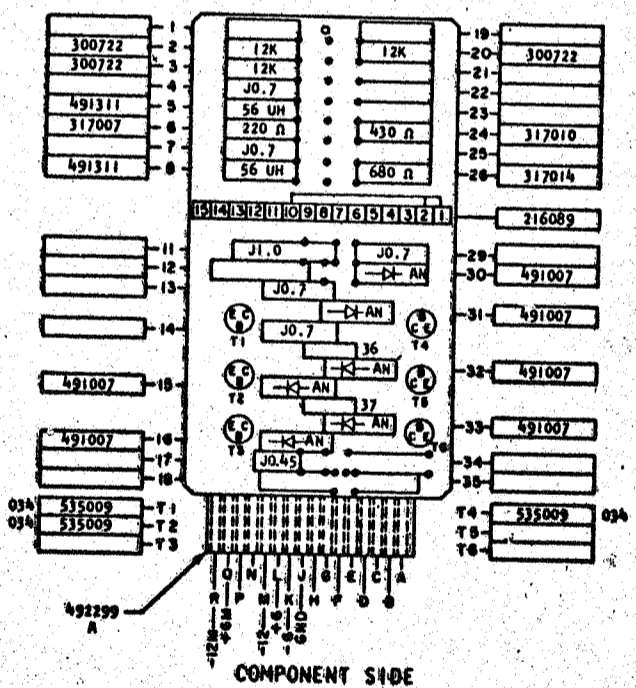 1
300722 2
300722 3
4
491311 5
317007 6
7
491311 8
12K
12K
J0.7
56 UH
220 Ω
J0.7
56 UH
12K
430 Ω
680 Ω
19
20 300722
21
22
23
24 317010
25
26 317014
15 14 13 12 11 10 9 8 7 6 5 4 3 2 1
216089
11
12
13
14
491007 15
491007 16
17
18
J1.0
J0.7
J0.7
AN
AN
J0.7
36
AN
AN
37
AN
AN
J0.45
E C B
T1
E C B
T2
E C B
T3
B C E
T4
B C E
T5
B C E
T6
29
30 491007
31 491007
32 491007
33 491007
34
35
034 535009 T1
034 535009 T2
T3
T4 535009 034
T5
T6
492299
A
R Q P N M L K J H G F E D C B A
-12M +6M -12 +6 -6 GND
COMPONENT SIDE